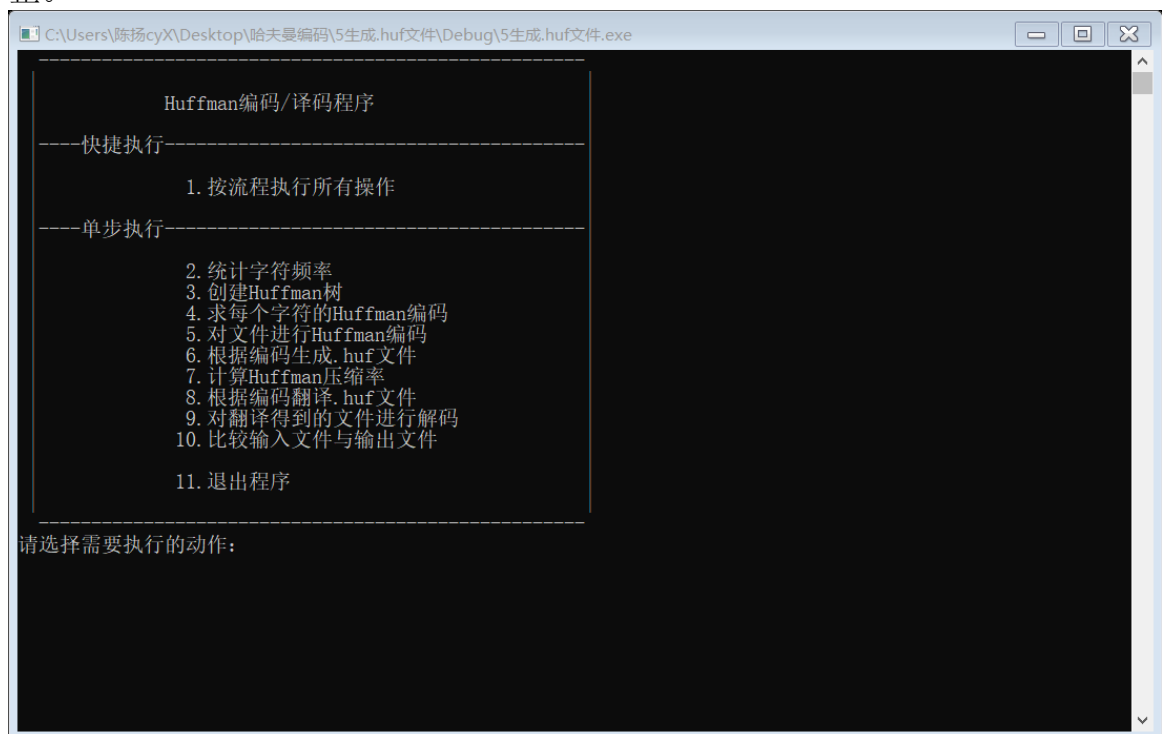 C:\Users\陈扬cyX\Desktop\哈夫曼编码\5生成.huf文件\Debug\5生成.huf文件.exe
Huffman编码/译码程序
----快捷执行----------------------------------------
1.按流程执行所有操作
----单步执行----------------------------------------
2.统计字符频率
3.创建Huffman树
4.求每个字符的Huffman编码
5.对文件进行Huffman编码
6.根据编码生成.huf文件
7.计算Huffman压缩率
8.根据编码翻译.huf文件
9.对翻译得到的文件进行解码
10.比较输入文件与输出文件
11.退出程序
请选择需要执行的动作: